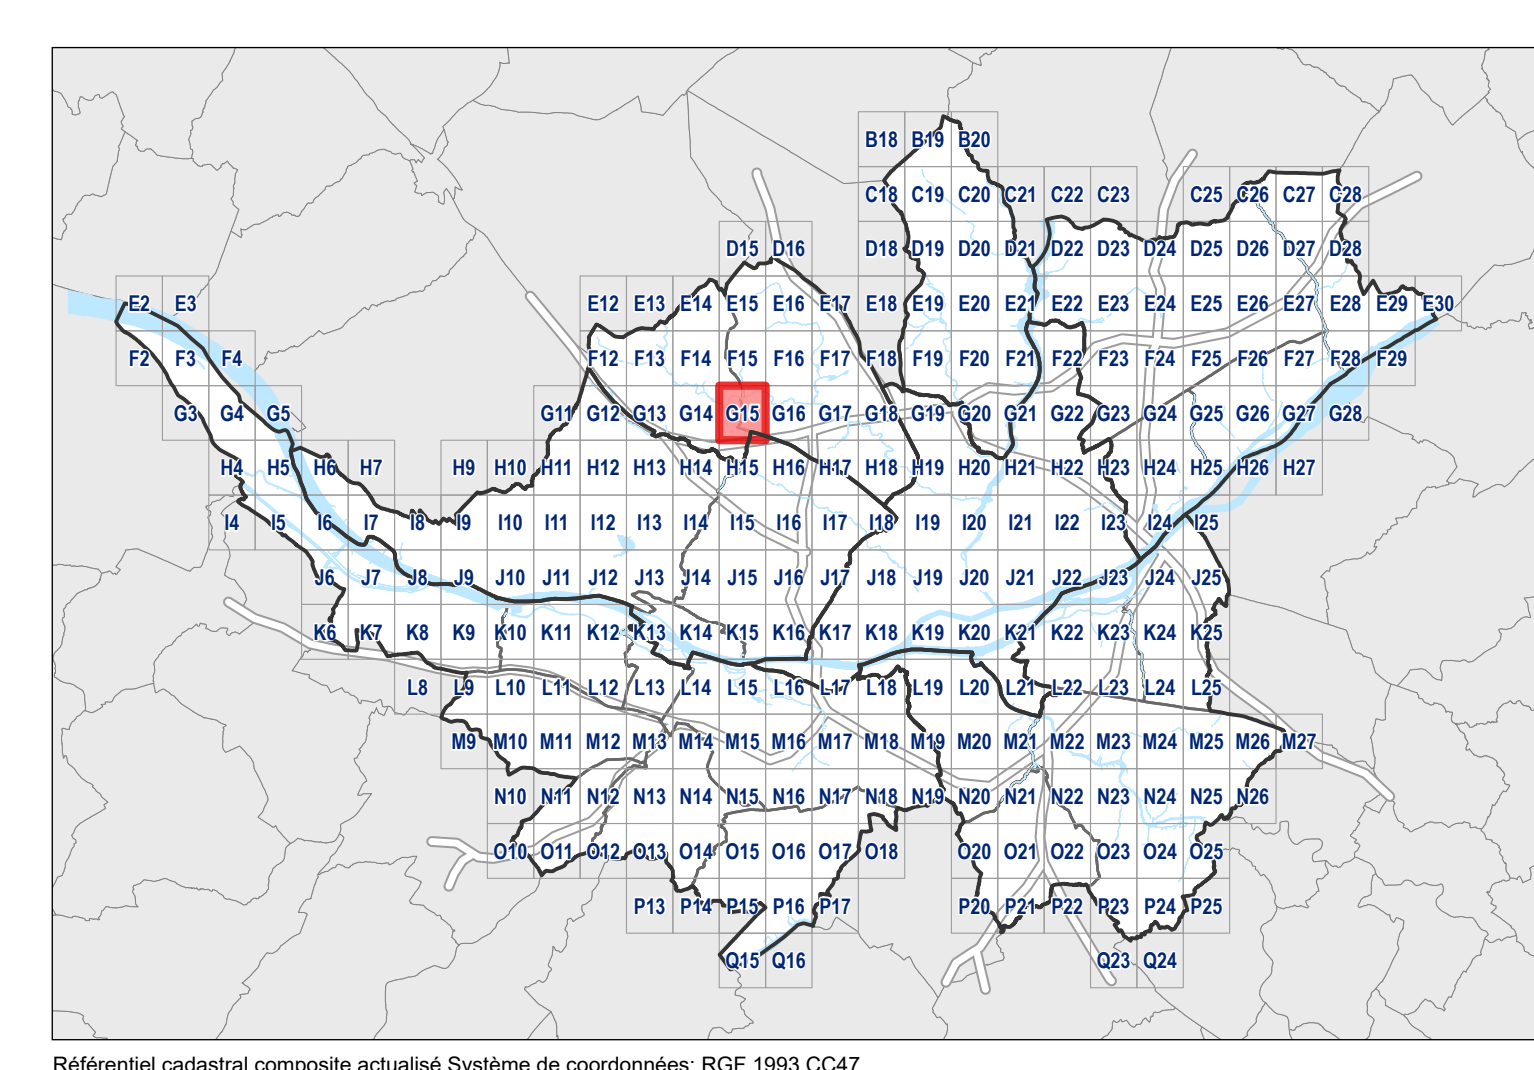 B18 B19 B20
C18 C19 C20 C21 C22 C23 C25 C26 C27 C28
D15 D16 D18 D19 D20 D21 D22 D23 D24 D25 D26 D27 D28
E2 E3 E12 E13 E14 E15 E16 E17 E18 E19 E20 E21 E22 E23 E24 E25 E26 E27 E28 E29 E30
F2 F3 F4 F12 F13 F14 F15 F16 F17 F18 F19 F20 F21 F22 F23 F24 F25 F26 F27 F28 F29
G3 G4 G5 G11 G12 G13 G14 G15 G16 G17 G18 G19 G20 G21 G22 G23 G24 G25 G26 G27 G28
H4 H5 H6 H7 H9 H10 H11 H12 H13 H14 H15 H16 H17 H18 H19 H20 H21 H22 H23 H24 H25 H26 H27
I4 I5 I6 I7 I8 I9 I10 I11 I12 I13 I14 I15 I16 I17 I18 I19 I20 I21 I22 I23 I24 I25
J6 J7 J8 J9 J10 J11 J12 J13 J14 J15 J16 J17 J18 J19 J20 J21 J22 J23 J24 J25
K6 K7 K8 K9 K10 K11 K12 K13 K14 K15 K16 K17 K18 K19 K20 K21 K22 K23 K24 K25
L8 L9 L10 L11 L12 L13 L14 L15 L16 L17 L18 L19 L20 L21 L22 L23 L24 L25
M9 M10 M11 M12 M13 M14 M15 M16 M17 M18 M19 M20 M21 M22 M23 M24 M25 M26 M27
N10 N11 N12 N13 N14 N15 N16 N17 N18 N19 N20 N21 N22 N23 N24 N25 N26
O10 O11 O12 O13 O14 O15 O16 O17 O18 O20 O21 O22 O23 O24 O25
P13 P14 P15 P16 P17 P20 P21 P22 P23 P24 P25
Q15 Q16 Q23 Q24
Référentiel cadastral composite actualisé Système de coordonnées: RGF 1993 CC47